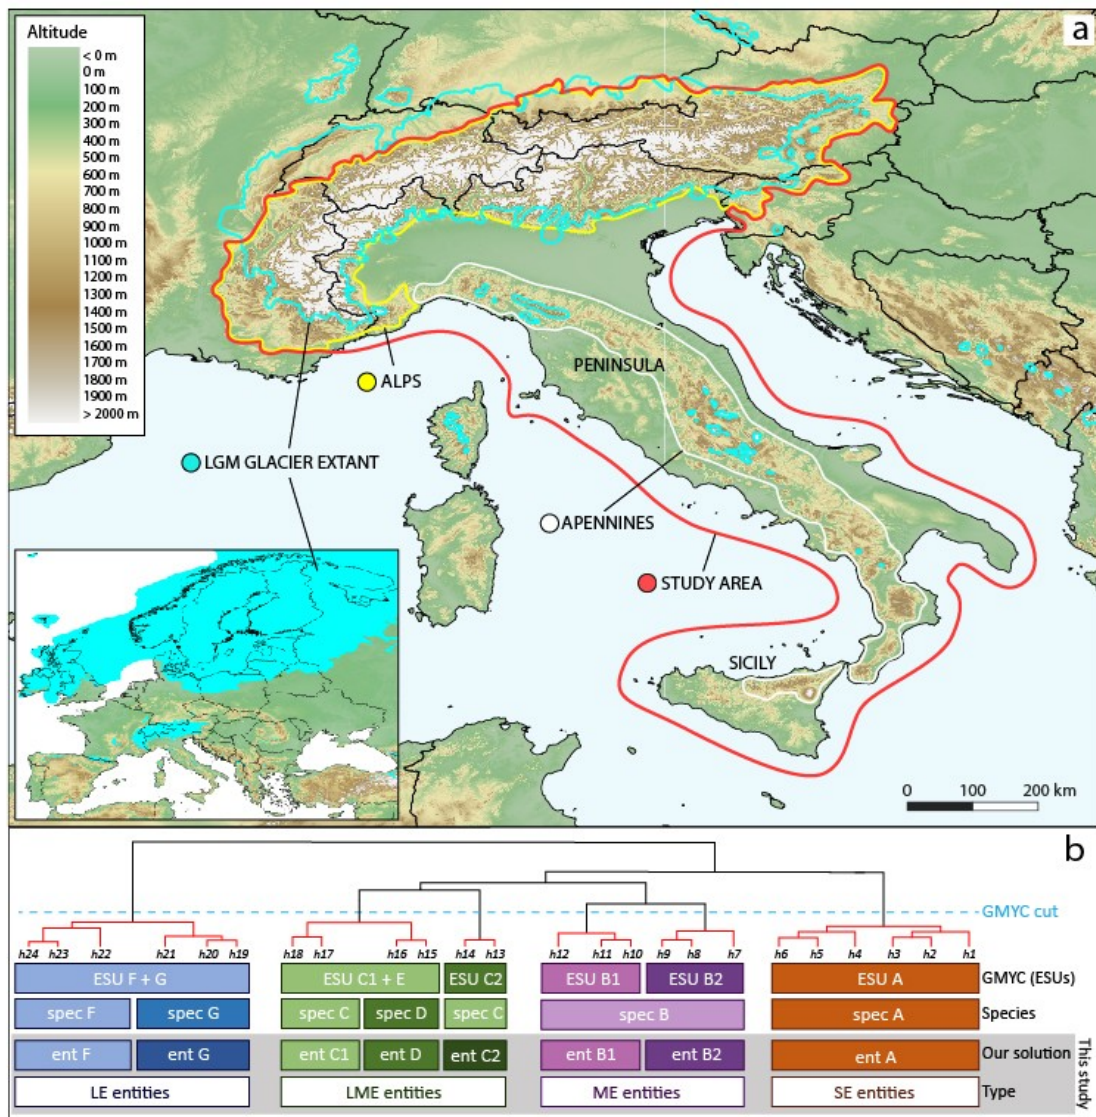 a
Altitude
< 0 m
0 m
100 m
200 m
300 m
400 m
500 m
600 m
700 m
800 m
900 m
1000 m
1100 m
1200 m
1300 m
1400 m
1500 m
1600 m
1700 m
1800 m
1900 m
> 2000 m
PENINSULA
ALPS
LGM GLACIER EXTANT
APENNINES
STUDY AREA
SICILY
0 100 200 km
b
GMYC cut
h24 h23 h22 h21 h20 h19 h18 h17 h16 h15 h14 h13 h12 h11 h10 h9 h8 h7 h6 h5 h4 h3 h2 h1
ESU F + G ESU C1 + E ESU C2 ESU B1 ESU B2 ESU A GMYC (ESUs)
spec F spec G spec C spec D spec C spec B spec A Species
ent F ent G ent C1 ent D ent C2 ent B1 ent B2 ent A Our solution
LE entities LME entities ME entities SE entities Type
This study